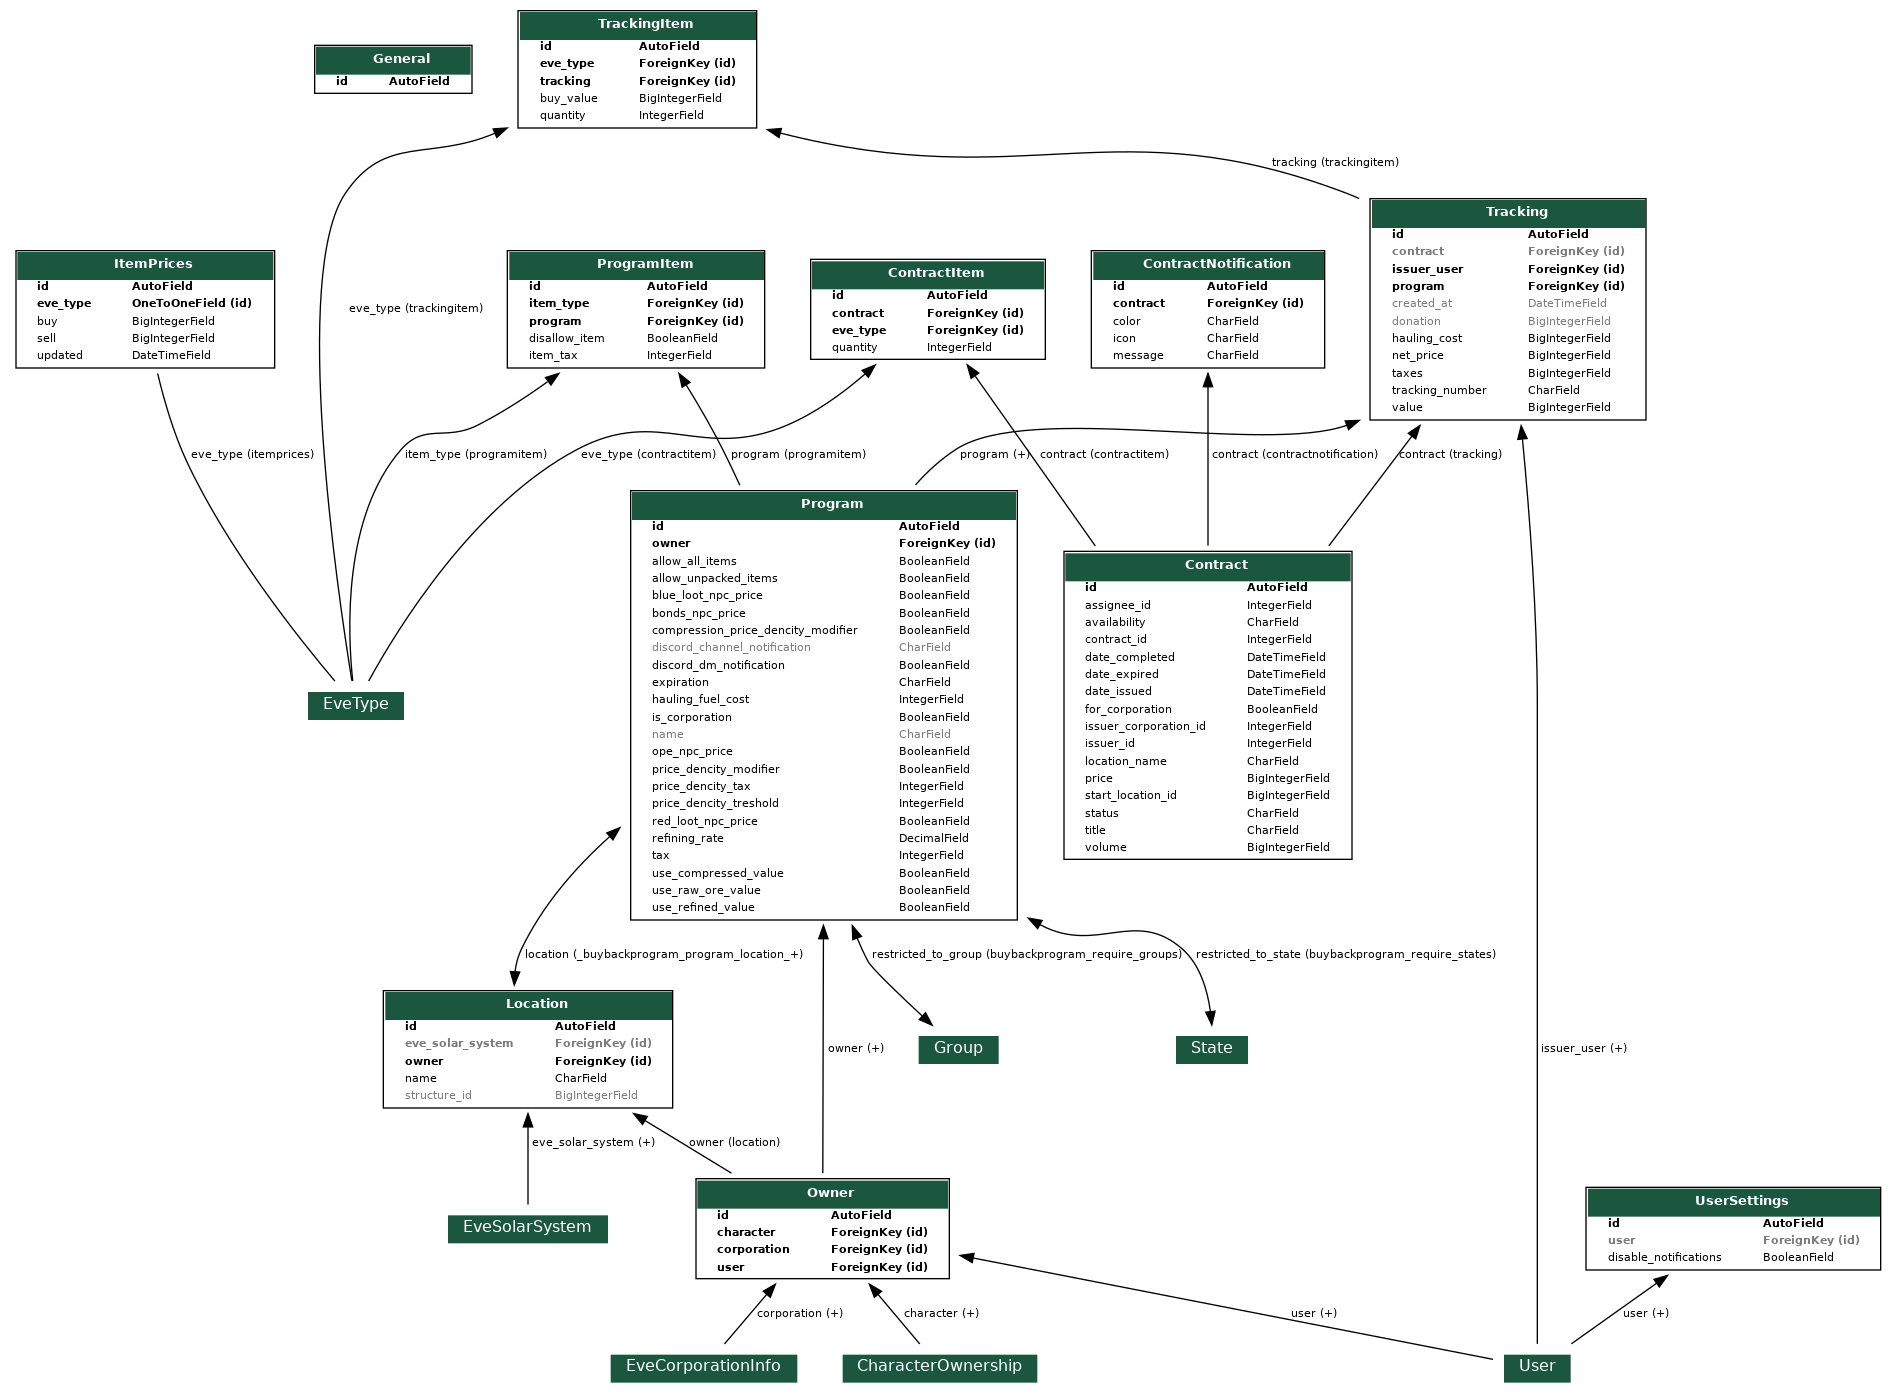 TrackingItem
id AutoField
eve_type ForeignKey (id)
tracking ForeignKey (id)
buy_value BigIntegerField
quantity IntegerField
General
id AutoField
tracking (trackingitem)
Tracking
id AutoField
contract ForeignKey (id)
issuer_user ForeignKey (id)
program ForeignKey (id)
created_at DateTimeField
donation BigIntegerField
hauling_cost BigIntegerField
net_price BigIntegerField
taxes BigIntegerField
tracking_number CharField
value BigIntegerField
ItemPrices
id AutoField
eve_type OneToOneField (id)
buy BigIntegerField
sell BigIntegerField
updated DateTimeField
eve_type (trackingitem)
ProgramItem
id AutoField
item_type ForeignKey (id)
program ForeignKey (id)
disallow_item BooleanField
item_tax IntegerField
ContractItem
id AutoField
contract ForeignKey (id)
eve_type ForeignKey (id)
quantity IntegerField
ContractNotification
id AutoField
contract ForeignKey (id)
color CharField
icon CharField
message CharField
eve_type (itemprices)
item_type (programitem)
eve_type (contractitem)
program (programitem)
program (+)
contract (contractitem)
contract (contractnotification)
contract (tracking)
Program
id AutoField
owner ForeignKey (id)
allow_all_items BooleanField
allow_unpacked_items BooleanField
blue_loot_npc_price BooleanField
bonds_npc_price BooleanField
compression_price_dencity_modifier BooleanField
discord_channel_notification CharField
discord_dm_notification BooleanField
expiration CharField
hauling_fuel_cost IntegerField
is_corporation BooleanField
name CharField
ope_npc_price BooleanField
price_dencity_modifier BooleanField
price_dencity_tax IntegerField
price_dencity_treshold IntegerField
red_loot_npc_price BooleanField
refining_rate DecimalField
tax IntegerField
use_compressed_value BooleanField
use_raw_ore_value BooleanField
use_refined_value BooleanField
Contract
id AutoField
assignee_id IntegerField
availability CharField
contract_id IntegerField
date_completed DateTimeField
date_expired DateTimeField
date_issued DateTimeField
for_corporation BooleanField
issuer_corporation_id IntegerField
issuer_id IntegerField
location_name CharField
price BigIntegerField
start_location_id BigIntegerField
status CharField
title CharField
volume BigIntegerField
EveType
location (_buybackprogram_program_location_+)
restricted_to_group (buybackprogram_require_groups)
restricted_to_state (buybackprogram_require_states)
Location
id AutoField
eve_solar_system ForeignKey (id)
owner ForeignKey (id)
name CharField
structure_id BigIntegerField
owner (+)
Group
State
issuer_user (+)
eve_solar_system (+)
owner (location)
EveSolarSystem
Owner
id AutoField
character ForeignKey (id)
corporation ForeignKey (id)
user ForeignKey (id)
UserSettings
id AutoField
user ForeignKey (id)
disable_notifications BooleanField
corporation (+)
character (+)
user (+)
user (+)
EveCorporationInfo
CharacterOwnership
User